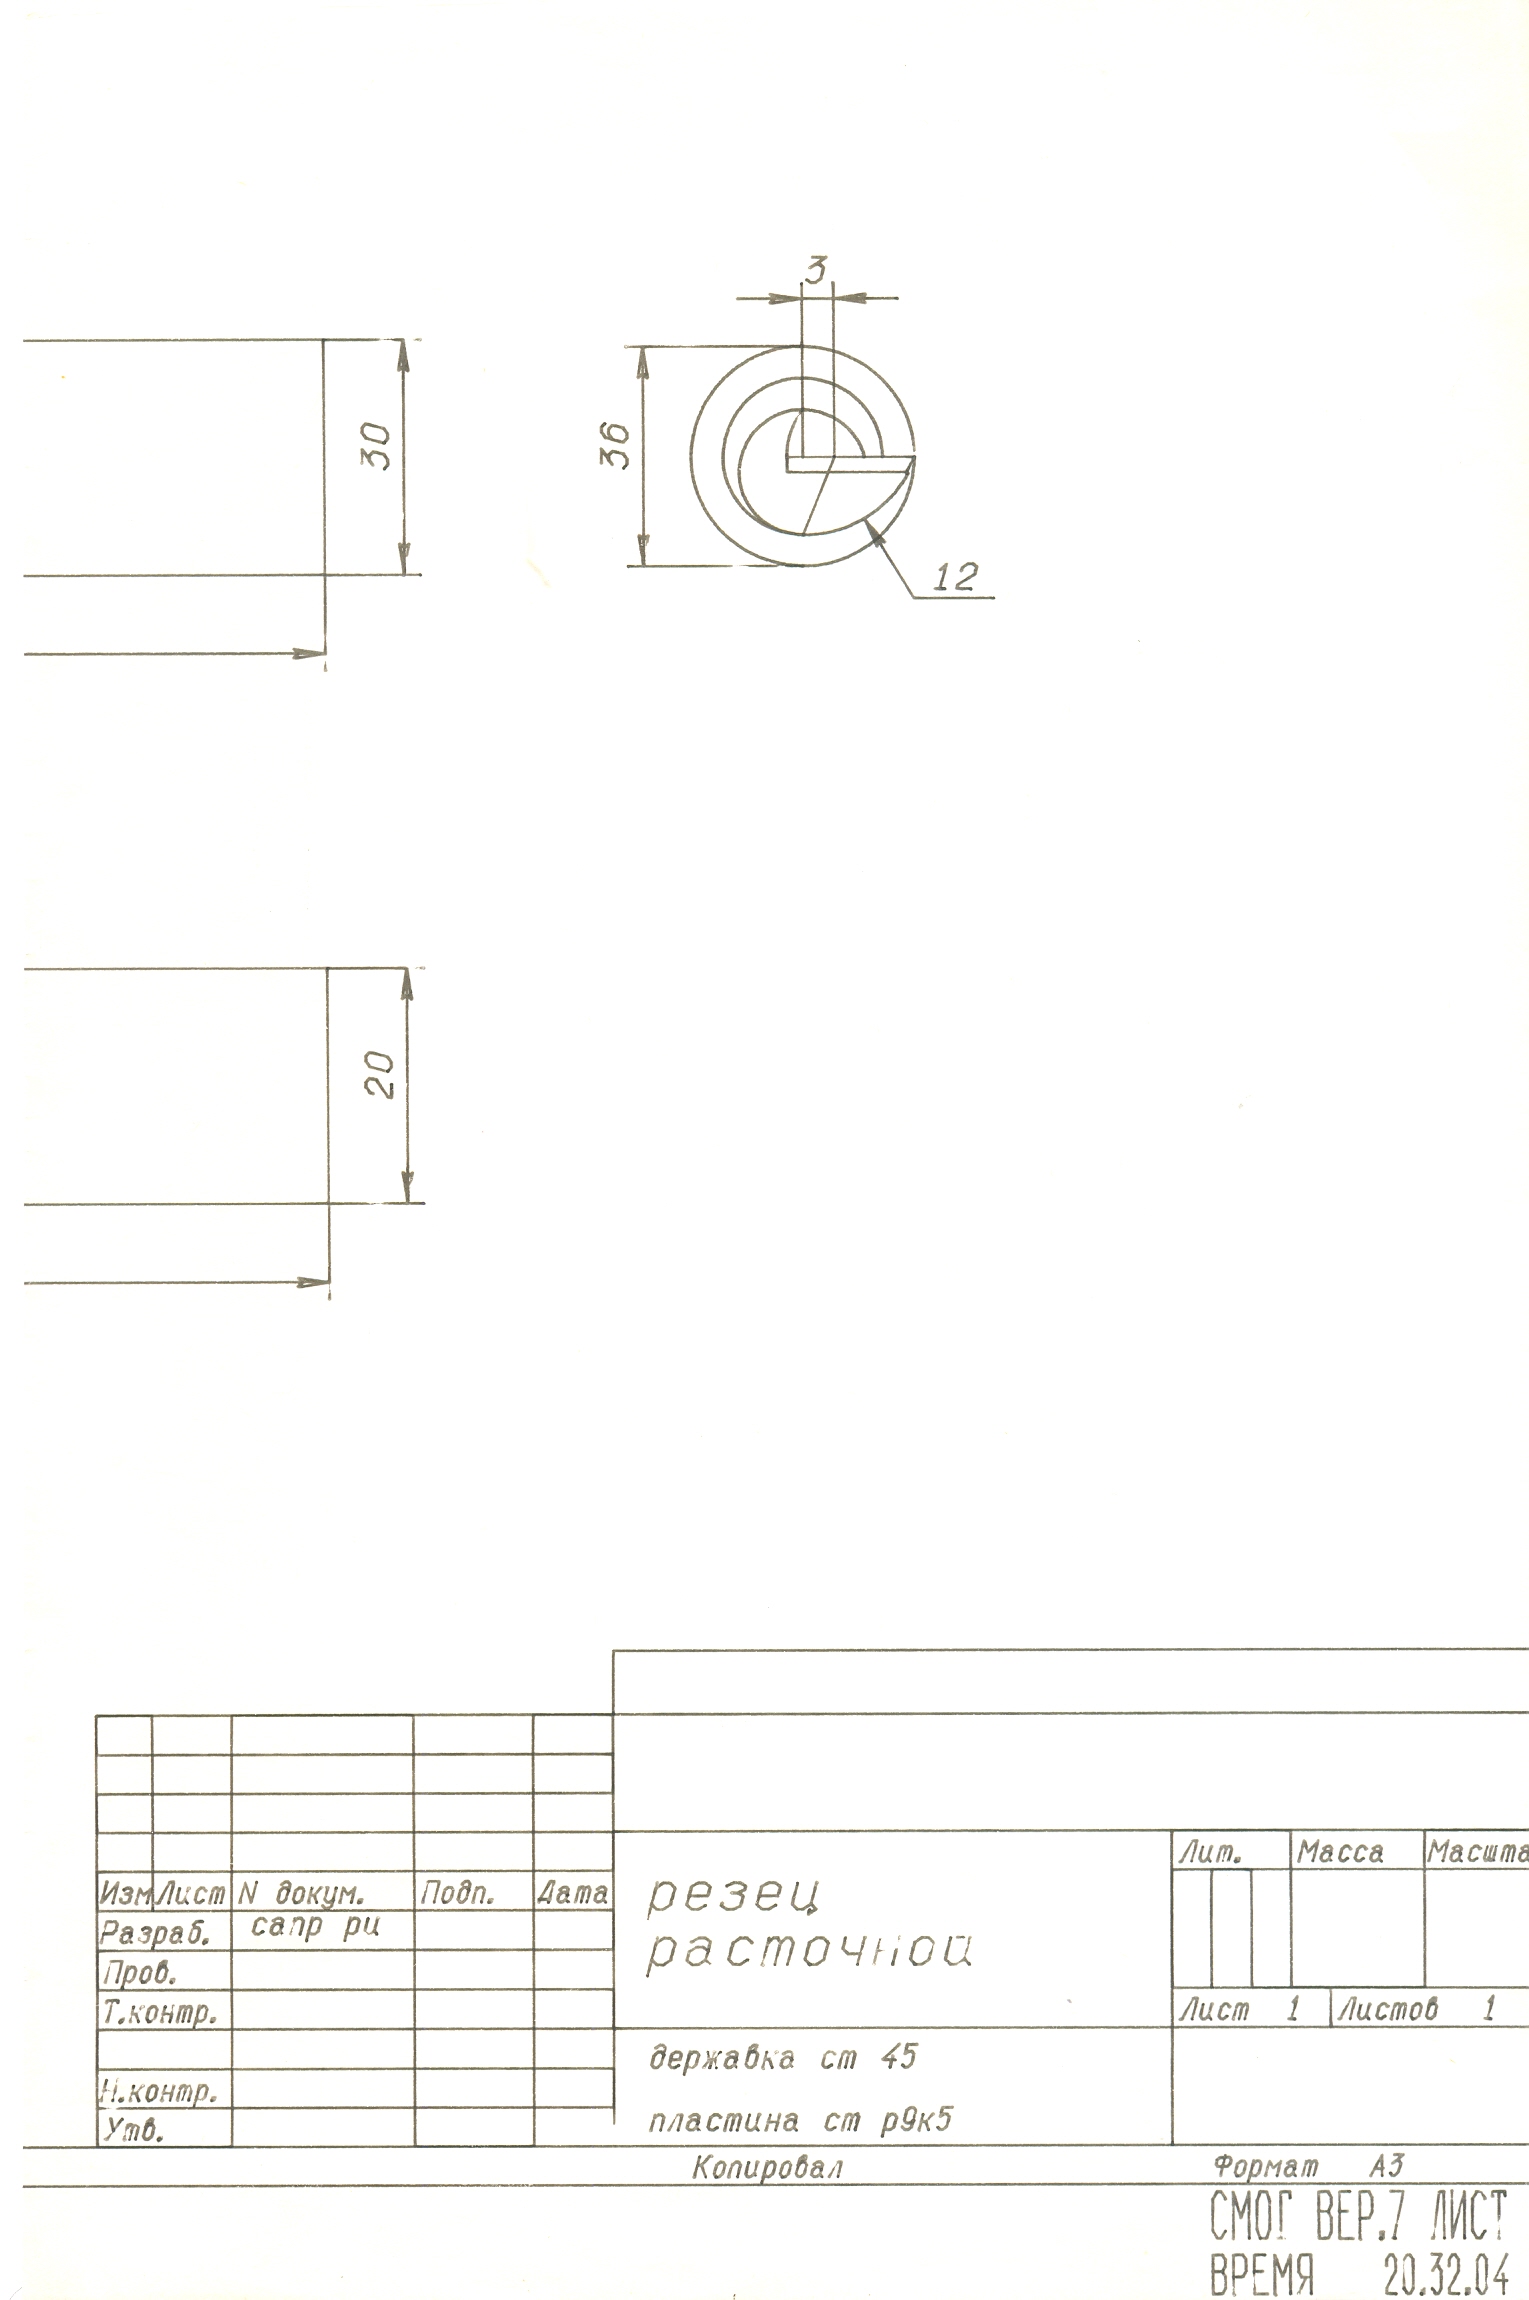 3
30
36
12
20
Лит. Масса Масшта
Изм Лист N докум. Подп. Дата
резец
Разраб. сапр рц
расточной
Пров.
Т.контр.
Лист 1 Листов 1
державка ст 45
Н.контр.
пластина ст р9к5
Утв.
Копировал Формат А3
СМОГ ВЕР.7 ЛИСТ
ВРЕМЯ 20.32.04